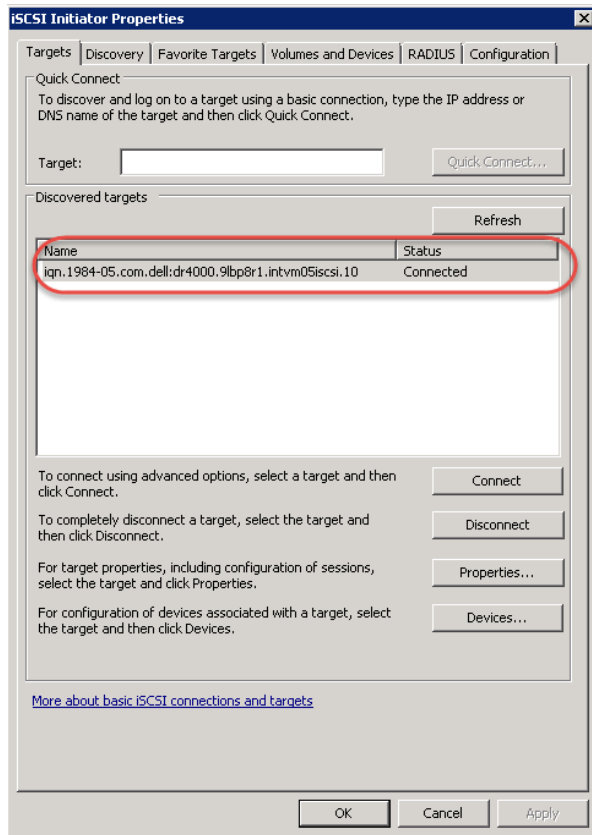 iSCSI Initiator Properties
Targets Discovery Favorite Targets Volumes and Devices RADIUS Configuration
Quick Connect
To discover and log on to a target using a basic connection, type the IP address or
DNS name of the target and then click Quick Connect.
Target:
Quick Connect...
Discovered targets
Refresh
Name Status
iqn.1984-05.com.dell:dr4000.9lbp8r1.intvm05iscsi.10 Connected
To connect using advanced options, select a target and then
click Connect.
Connect
To completely disconnect a target, select the target and
then click Disconnect.
Disconnect
For target properties, including configuration of sessions,
select the target and click Properties.
Properties...
For configuration of devices associated with a target, select
the target and then click Devices.
Devices...
More about basic iSCSI connections and targets
OK Cancel Apply